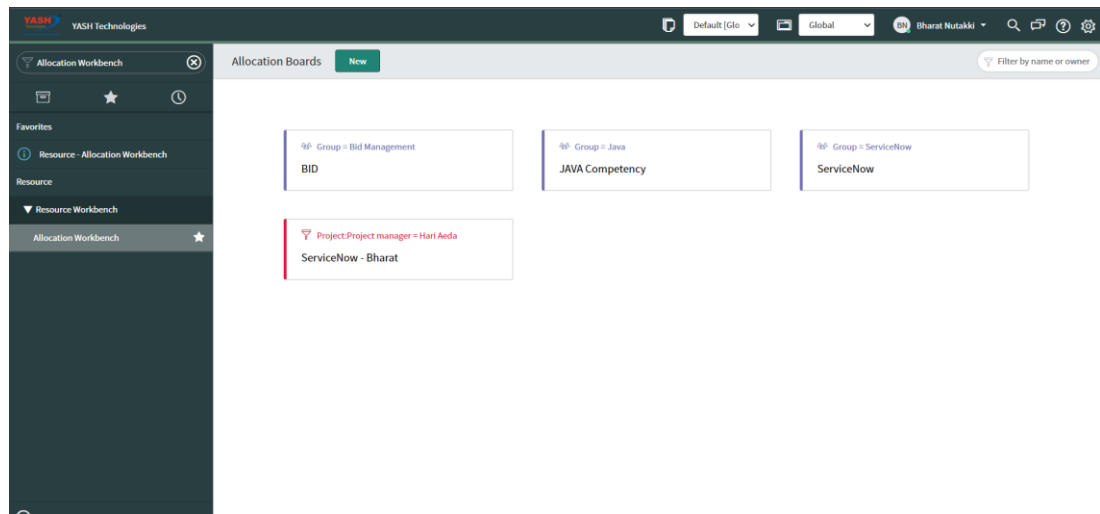 YASH YASH Technologies Default [Glo Global BN Bharat Nutakki
Allocation Workbench
Allocation Boards New Filter by name or owner
Favorites
Resource - Allocation Workbench
Resource
Resource Workbench
Allocation Workbench
Group = Bid Management
BID
Group = Java
JAVA Competency
Group = ServiceNow
ServiceNow
Project:Project manager = Hari Aeda
ServiceNow - Bharat